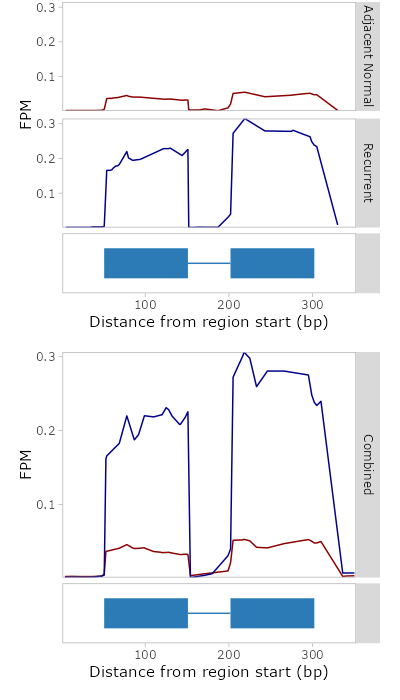 0.3
0.2
0.1
Adjacent Normal
FPM
0.3
0.2
0.1
Recurrent
100 200 300
Distance from region start (bp)
0.3
0.2
0.1
FPM
Combined
100 200 300
Distance from region start (bp)